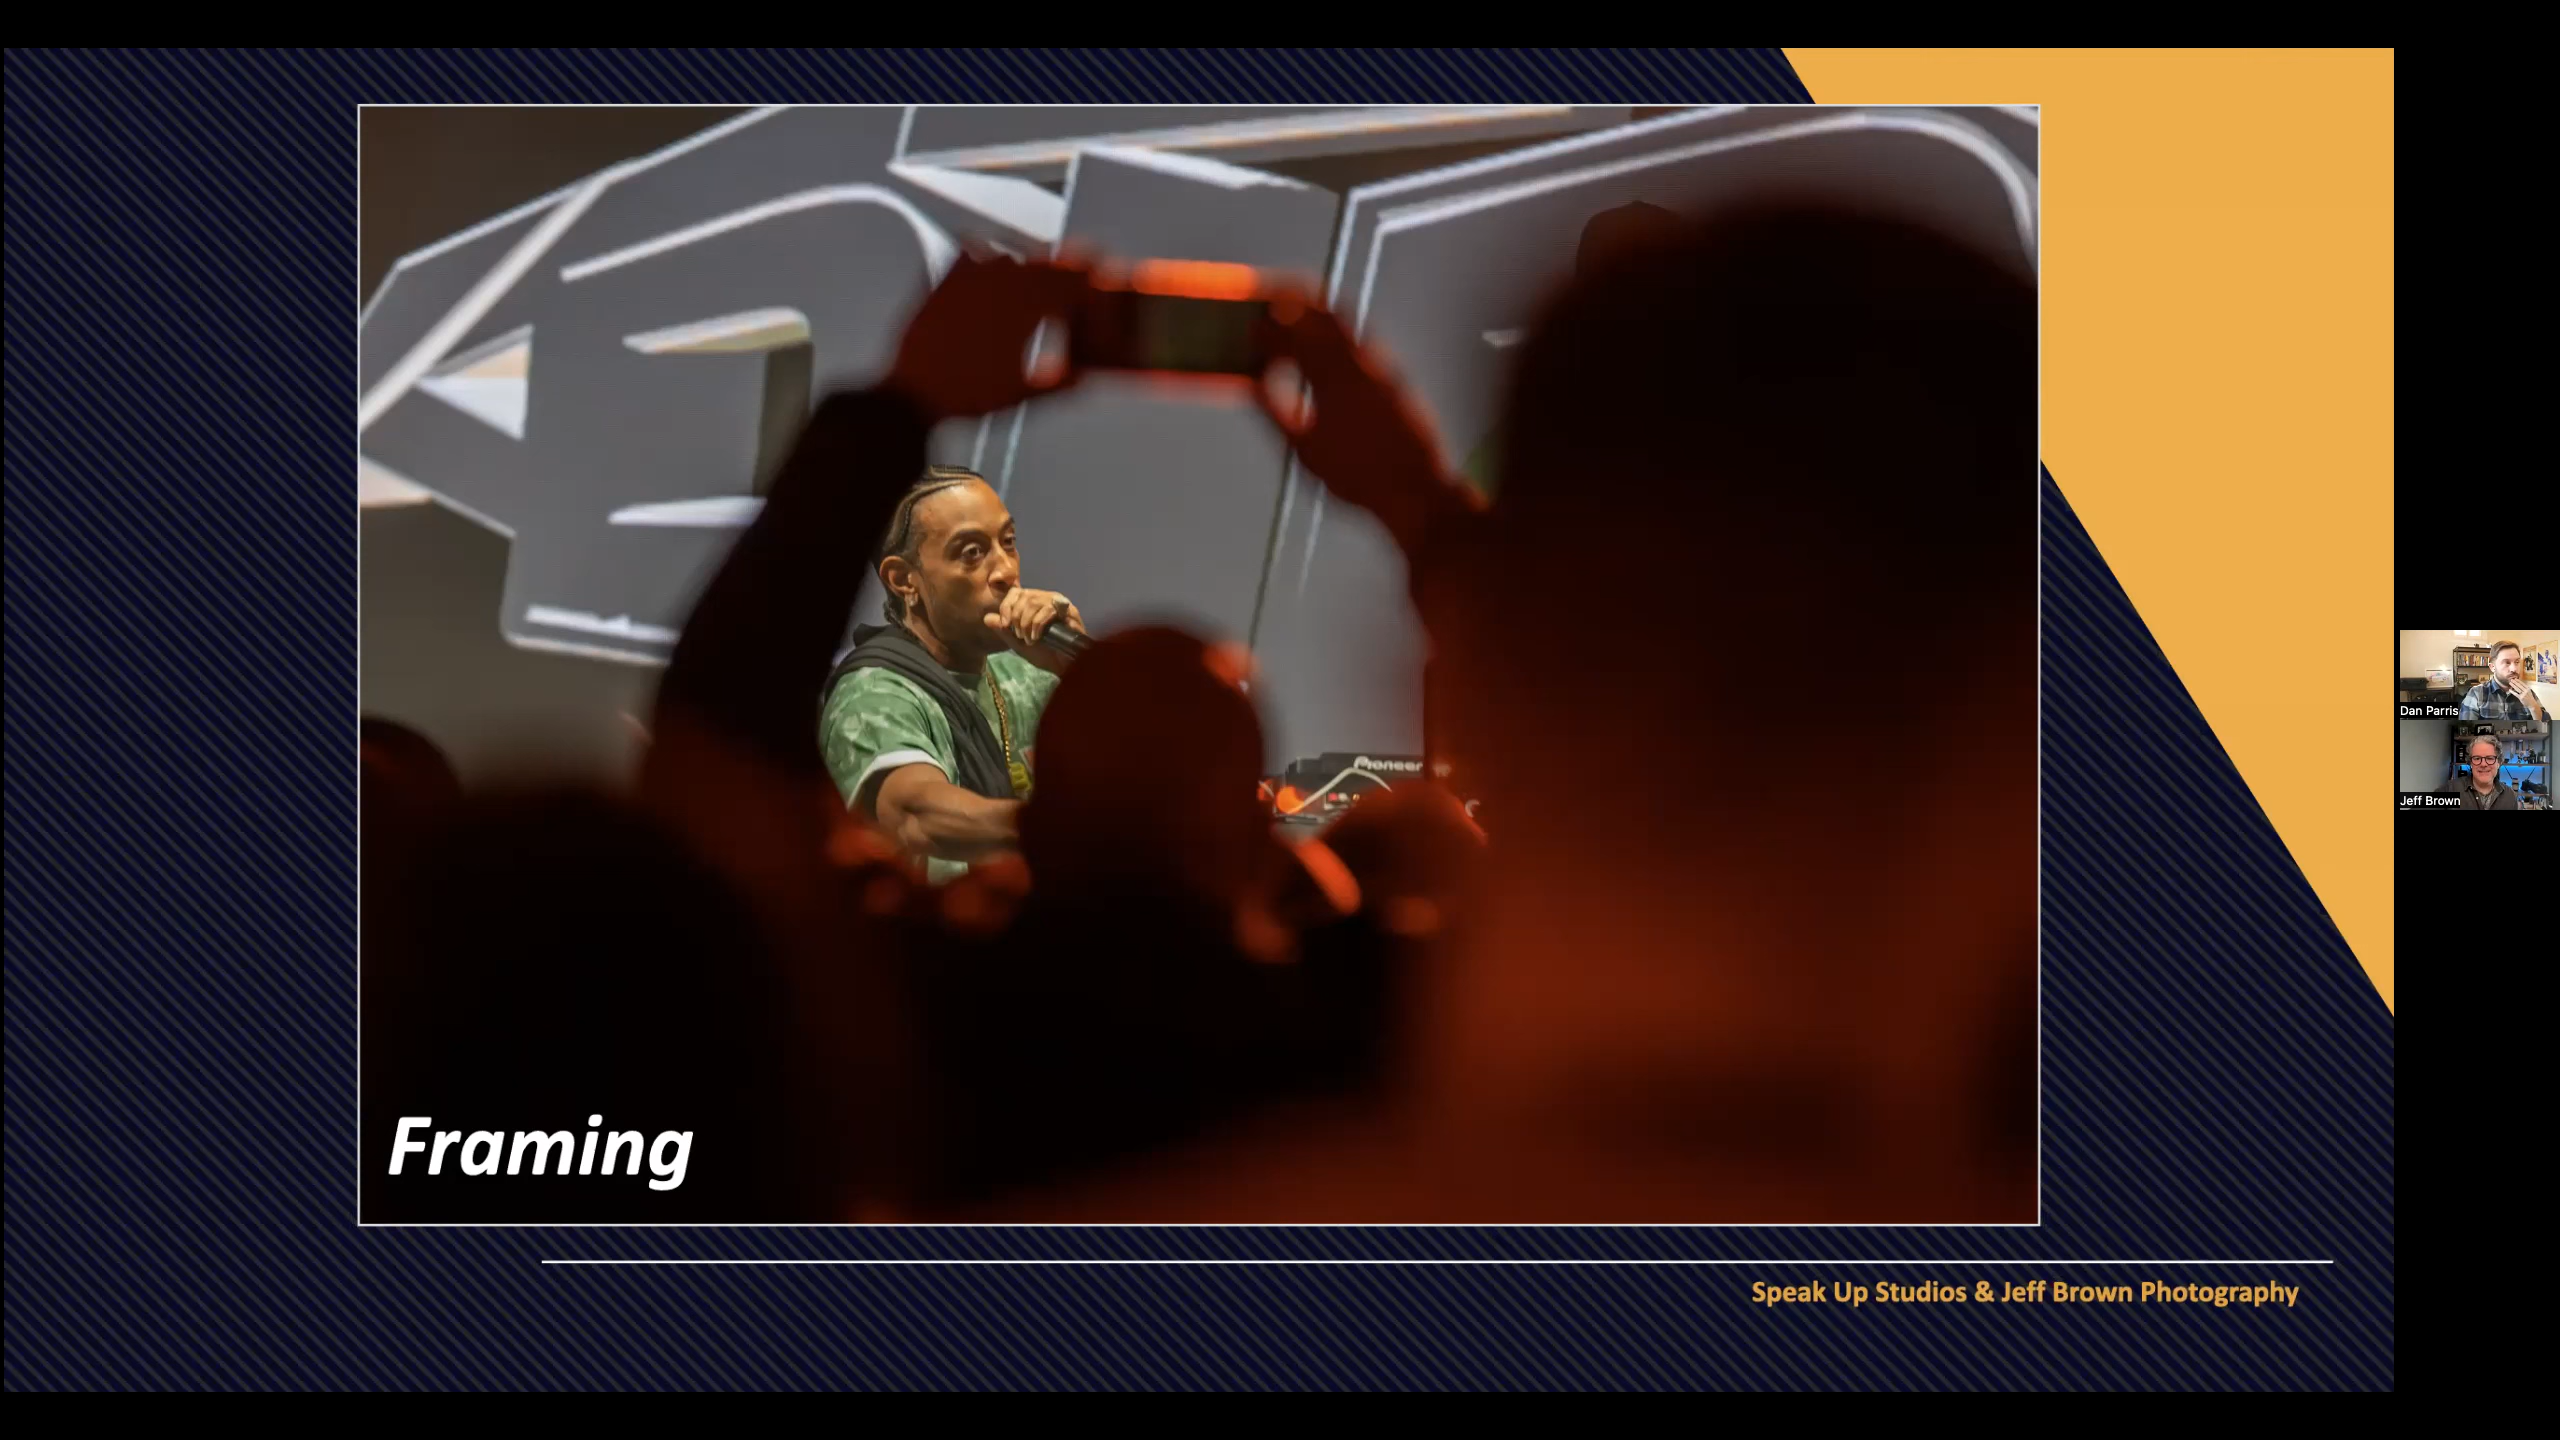 Pioneer
Framing
Speak Up Studios & Jeff Brown Photography
Dan Parris
Jeff Brown